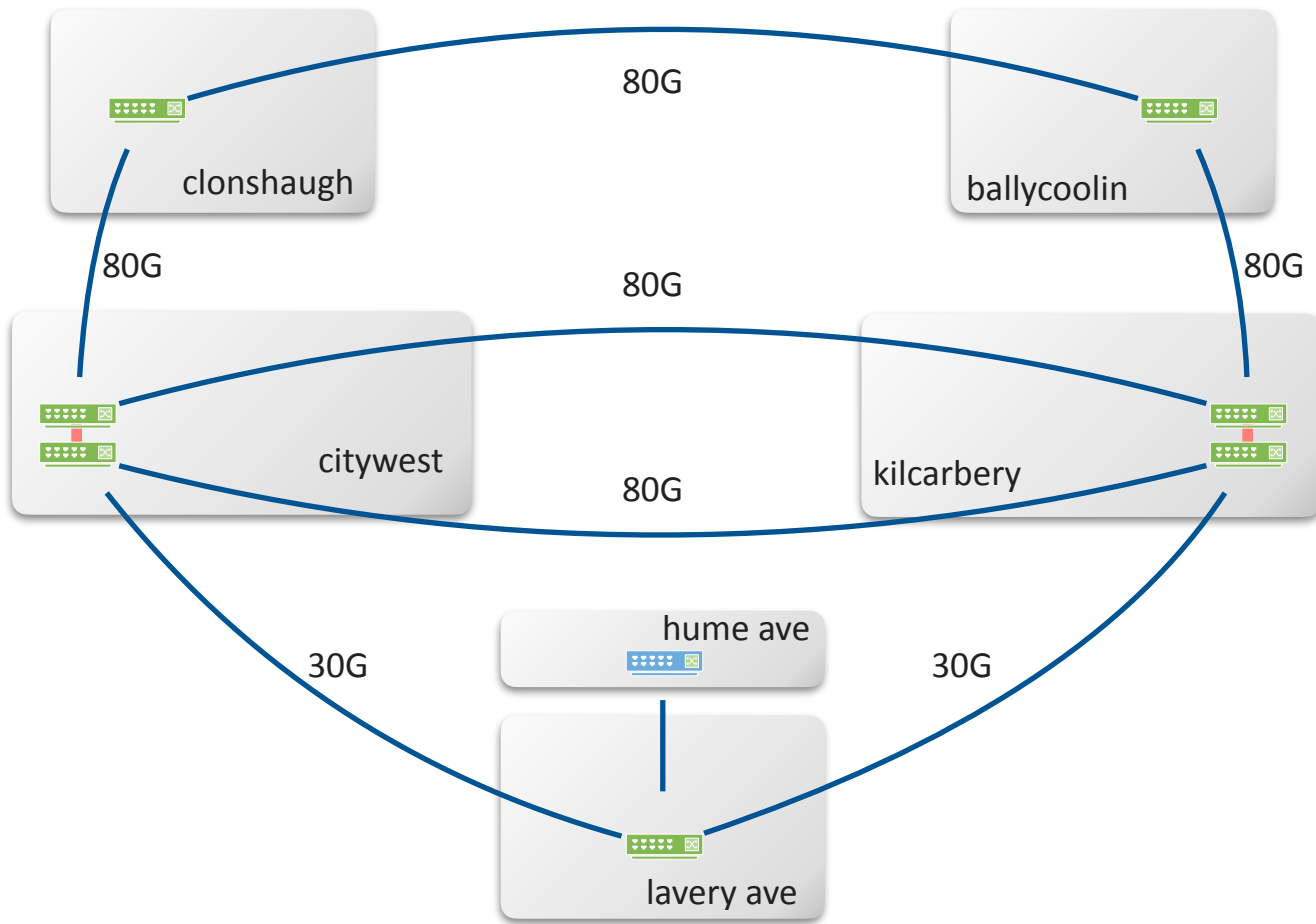 80G
clonshaugh
ballycoolin
80G
80G
80G
citywest
kilcarbery
80G
hume ave
30G
30G
lavery ave